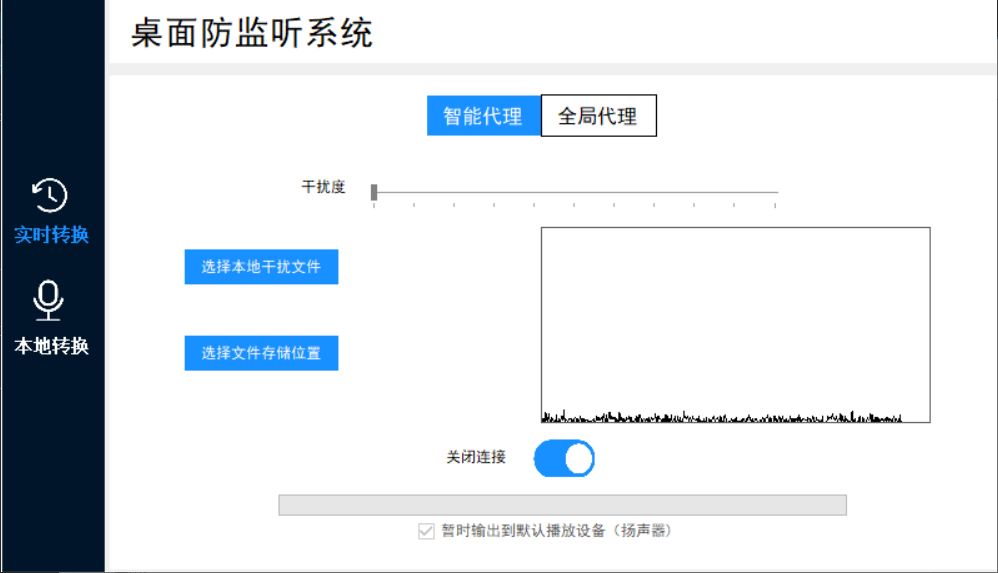 桌面防监听系统
智能代理
全局代理
干扰度
实时转换
选择本地干扰文件
本地转换
选择文件存储位置
关闭连接
暂时输出到默认播放设备（扬声器）